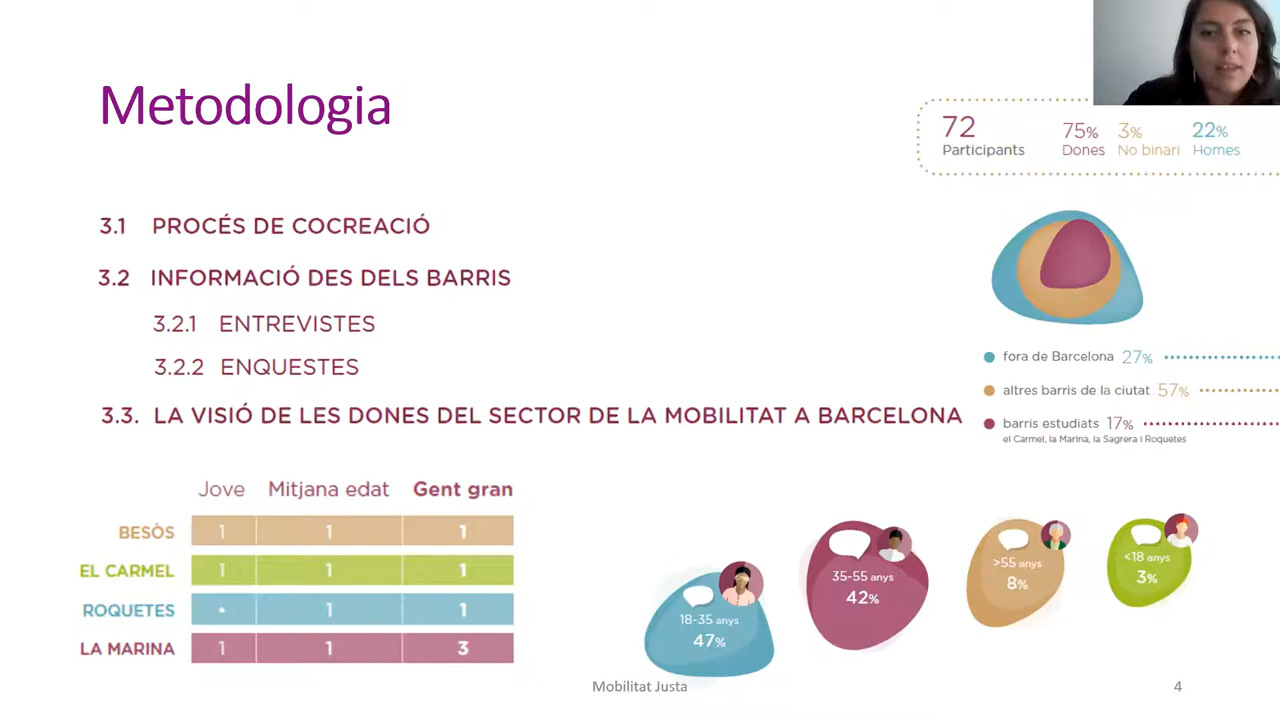 Metodologia
72
Participants
75%
Dones
3%
No binari
22%
Homes
3.1 PROCÉS DE COCREACIÓ
3.2 INFORMACIÓ DES DELS BARRIS
3.2.1 ENTREVISTES
3.2.2 ENQUESTES
3.3. LA VISIÓ DE LES DONES DEL SECTOR DE LA MOBILITAT A BARCELONA
fora de Barcelona 27%
altres barris de la ciutat 57%
barris estudiats 17%
el Carmel, la Marina, la Sagrera i Roquetes
Jove Mitjana edat Gent gran
BESÒS 1 1 1
EL CARMEL 1 1 1
ROQUETES • 1 1
LA MARINA 1 1 3
18-35 anys
47%
35-55 anys
42%
>55 anys
8%
<18 anys
3%
Mobilitat Justa
4